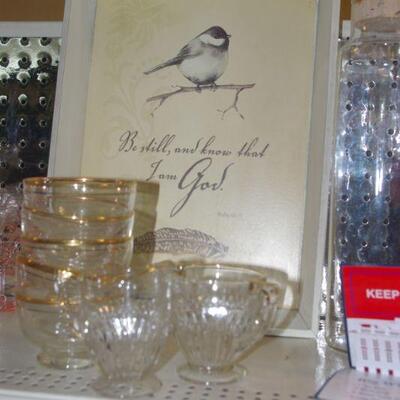 Be still, and know that
I am God.
KEEP